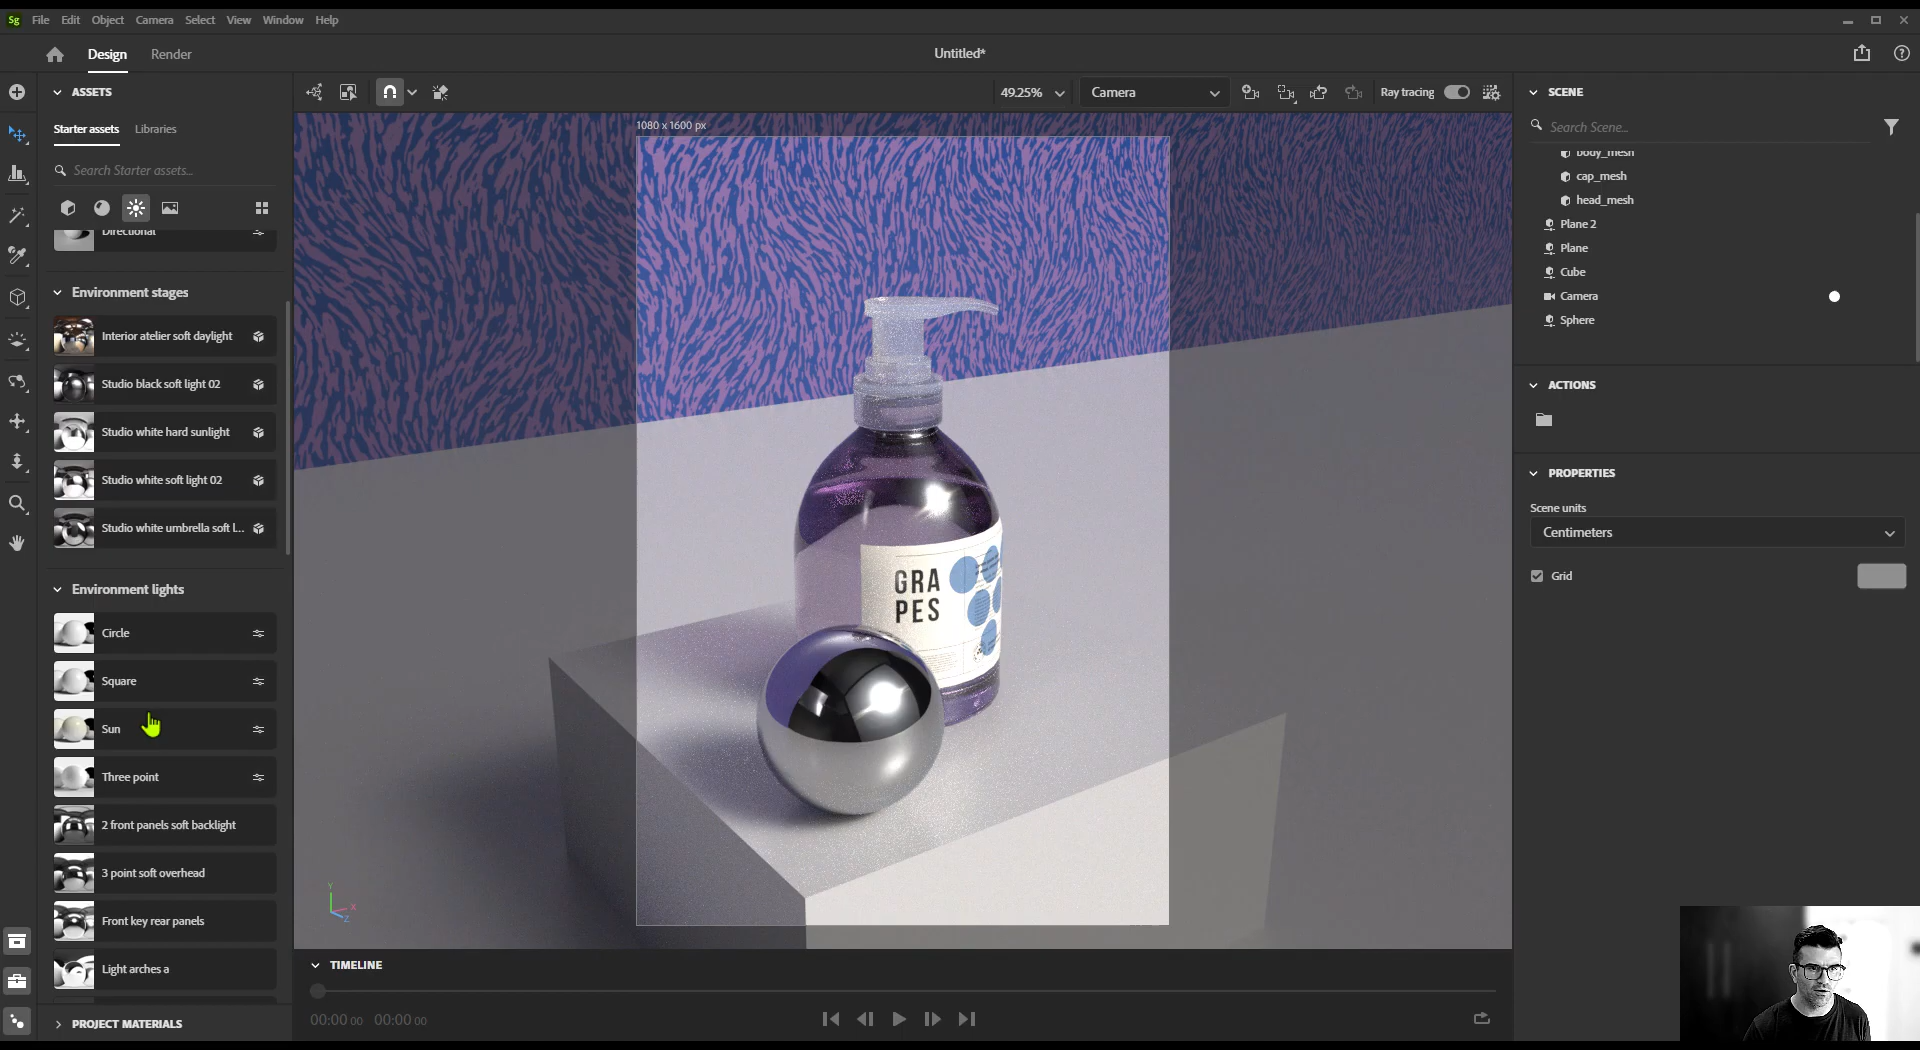 Sg File Edit Object Camera Select View Window Help
Design Render Untitled*
ASSETS
Starter assets Libraries
Search Starter assets...
Directional
Environment stages
Interior atelier soft daylight
Studio black soft light 02
Studio white hard sunlight
Studio white soft light 02
Studio white umbrella soft l...
Environment lights
Circle
Square
Sun
Three point
2 front panels soft backlight
3 point soft overhead
Front key rear panels
Light arches a
PROJECT MATERIALS
49.25% Camera Ray tracing
1080 x 1600 px
GRA
PES
Y
X
Z
TIMELINE
00:00 00 00:00 00
SCENE
Search Scene...
body_mesh
cap_mesh
head_mesh
Plane 2
Plane
Cube
Camera
Sphere
ACTIONS
PROPERTIES
Scene units
Centimeters
Grid